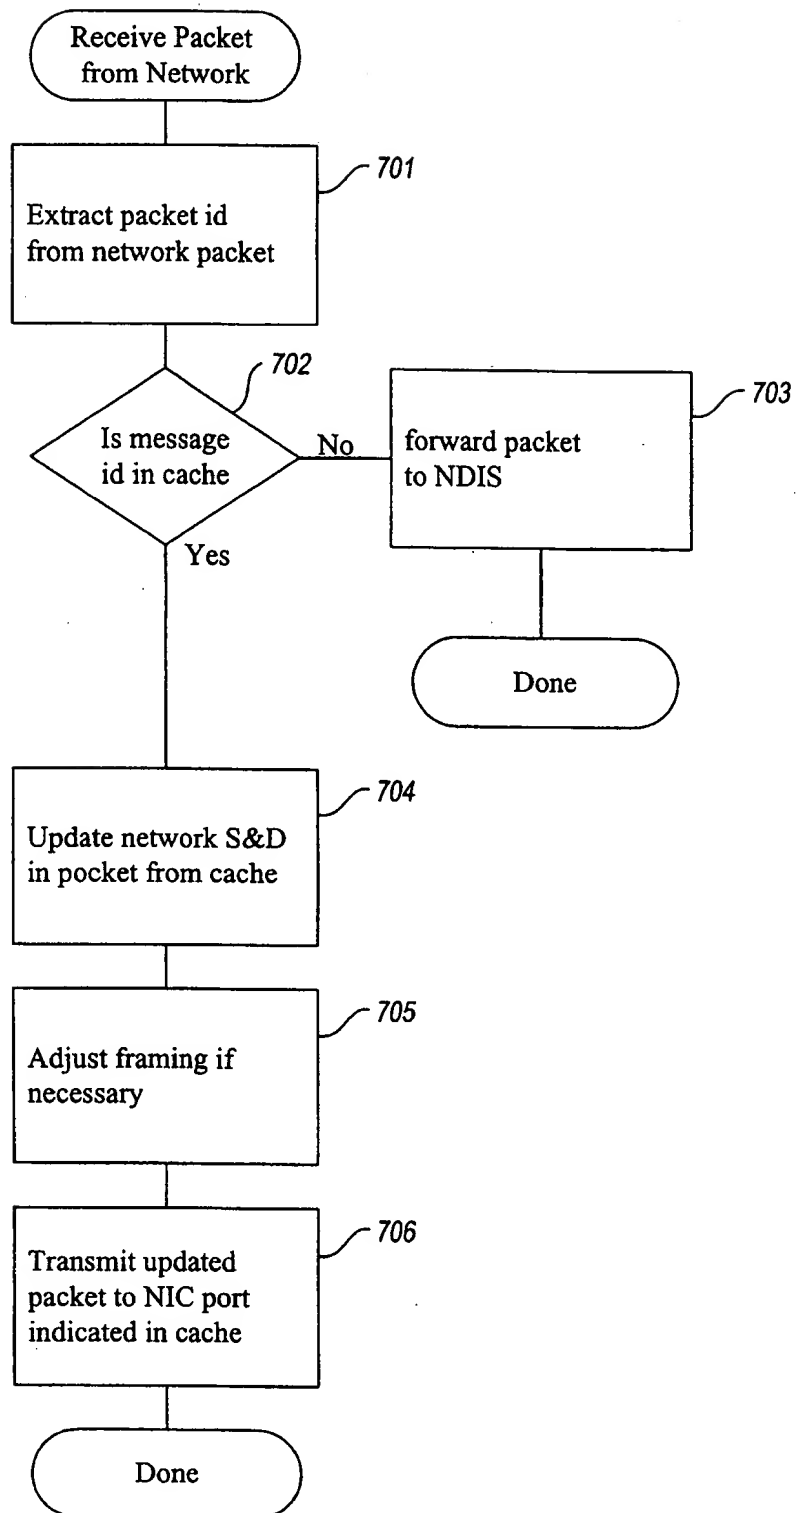 Receive Packet
from Network
701
Extract packet id
from network packet
702
Is message
id in cache
No
703
forward packet
to NDIS
Yes
Done
704
Update network S&D
in pocket from cache
705
Adjust framing if
necessary
706
Transmit updated
packet to NIC port
indicated in cache
Done